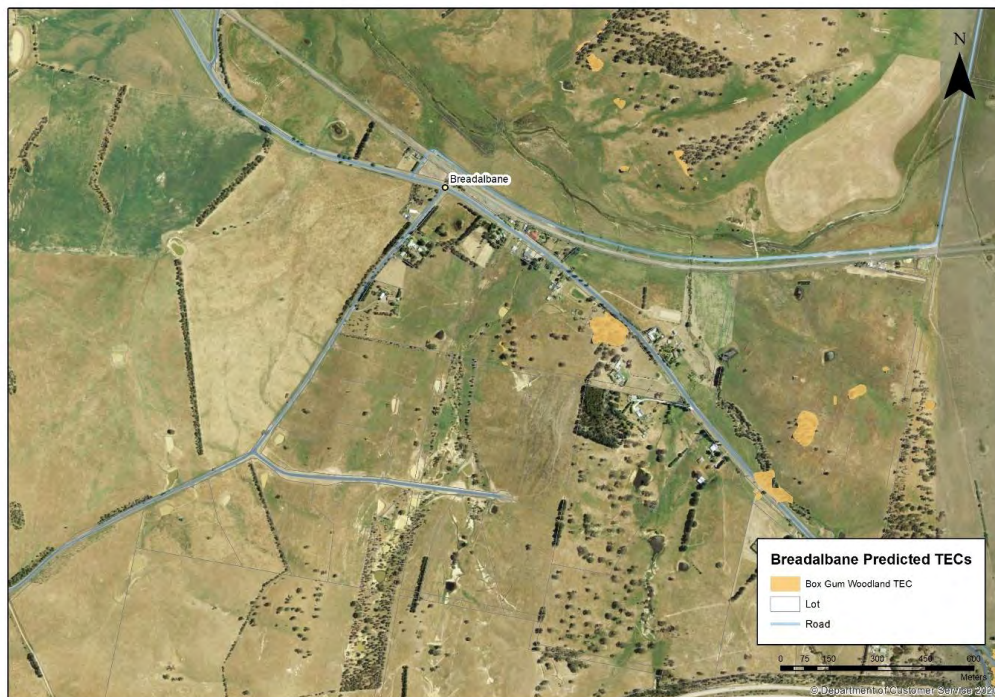 N
Breadalbane
Breadalbane Predicted TECs
Box Gum Woodland TEC
Lot
Road
0 75 150 300 450 600
Meters
© Department of Customer Service